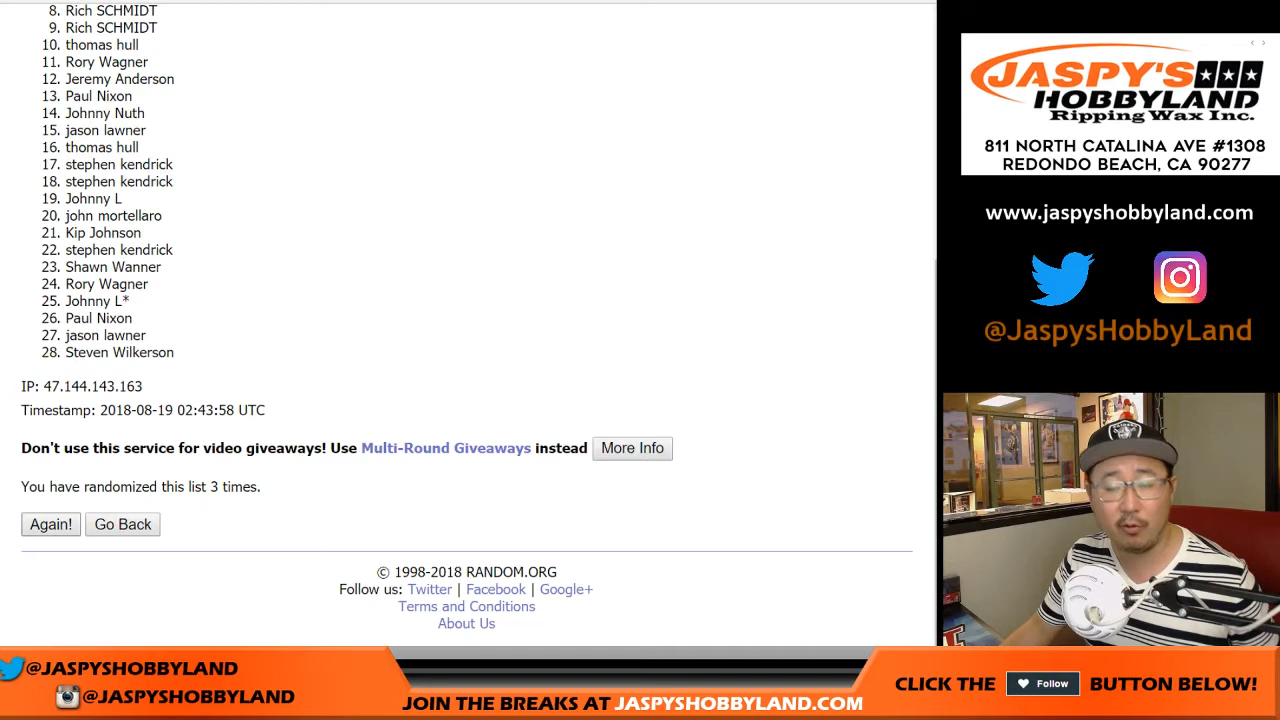 8. Rich SCHMIDT
9. Rich SCHMIDT
10. thomas hull
11. Rory Wagner
12. Jeremy Anderson
13. Paul Nixon
14. Johnny Nuth
15. jason lawner
16. thomas hull
17. stephen kendrick
18. stephen kendrick
19. Johnny L
20. john mortellaro
21. Kip Johnson
22. stephen kendrick
23. Shawn Wanner
24. Rory Wagner
25. Johnny L*
26. Paul Nixon
27. jason lawner
28. Steven Wilkerson
IP: 47.144.143.163
Timestamp: 2018-08-19 02:43:58 UTC
Don't use this service for video giveaways! Use Multi-Round Giveaways instead More Info
You have randomized this list 3 times.
Again! Go Back
© 1998-2018 RANDOM.ORG
Follow us: Twitter | Facebook | Google+
Terms and Conditions
About Us
JASPY'S
HOBBYLAND
Ripping Wax Inc.
811 NORTH CATALINA AVE #1308
REDONDO BEACH, CA 90277
www.jaspyshobbyland.com
@JaspysHobbyLand
@JASPYSHOBBYLAND
@JASPYSHOBBYLAND
JOIN THE BREAKS AT JASPYSHOBBYLAND.COM
CLICK THE Follow BUTTON BELOW!